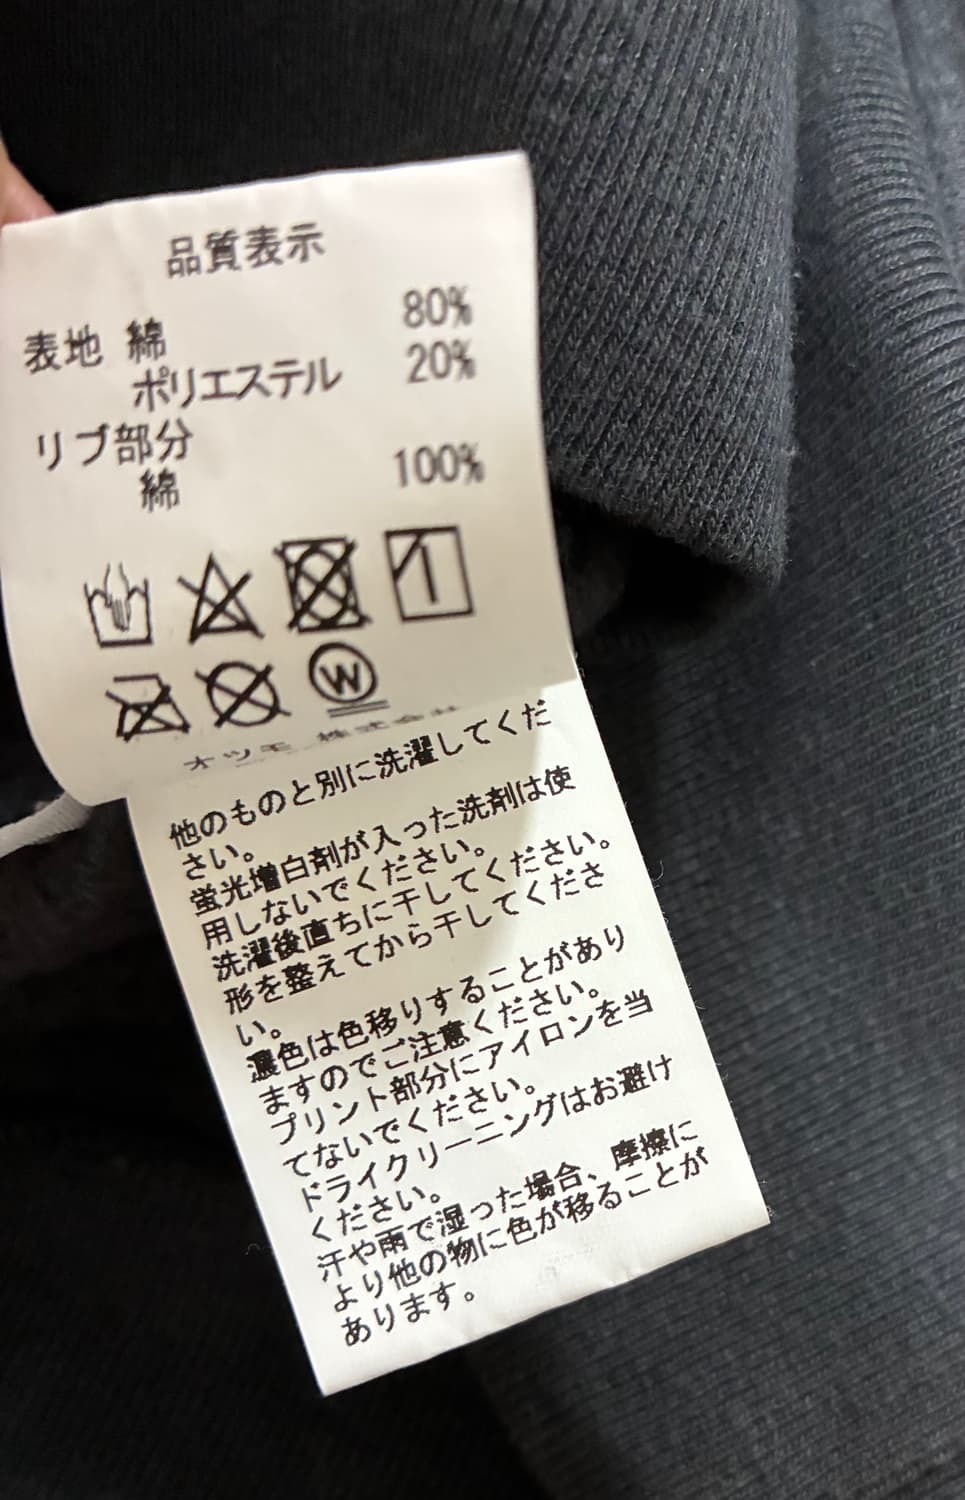 品質表示
表地 綿 80%
ポリエステル 20%
リブ部分
綿 100%
W
オツモ 株式会社
他のものと別に洗濯してくだ
さい。
蛍光増白剤が入った洗剤は使
用しないでください。
洗濯後直ちに干してください。
形を整えてから干してくださ
い。
濃色は色移りすることがあり
ますのでご注意ください。
プリント部分にアイロンを当
てないでください。
ドライクリーニングはお避け
ください。
汗や雨で湿った場合、摩擦に
より他の物に色が移ることが
あります。